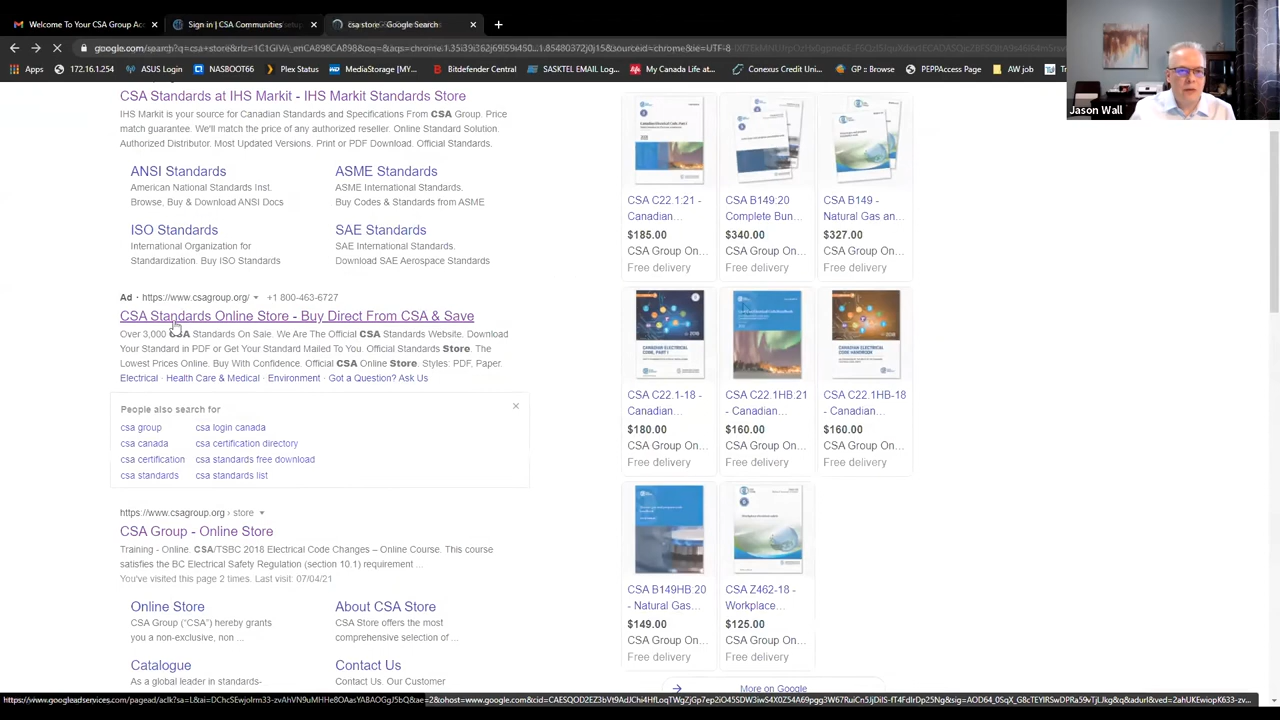 Welcome To Your CSA Group Ac
Sign in | CSA Communities
csa store - Google Search
Jason Wall
Apps
172.16.1.254
ASUS Login
NASBOOT66
Plex Status
MediaStorage [MY...
Bitdefender Central
SASKTEL EMAIL Log...
My Canada Life at...
Conexus Credit Uni...
GP :: Browse
PEPPAccess Page
AW job
CSA Standards at IHS Markit - IHS Markit Standards Store
IHS Markit is your source for Canadian Standards and Specs from CSA Group. Price
match guarantee. We'll match the price of any authorized reseller. Online Standard Solution.
Authorized Distributor. Most Updated Versions. Print or PDF Download. Official Standards.
ANSI Standards
American National Standards Inst.
Browse, Buy & Download ANSI Docs
ASME Standards
ASME International Standards.
Buy Codes & Standards from ASME
ISO Standards
International Organization for
Standardization. Buy ISO Standards
SAE Standards
SAE International Standards.
Download SAE Aerospace Standards
Ad · https://www.csagroup.org/ +1 800-463-6727
CSA Standards Online Store - Buy Direct From CSA & Save
Over 3,000 CSA Standards On Sale. We Are The Official CSA Standards Website. Download
Your Standard PDF or Get Your Standard Mailed To You. Official Standards Store The
Lowest Price Online. Buy With Confidence. Official CSA Online Store. Styles: PDF, Paper.
Electrical · Health Care & Medical · Environment · Got a Question? Ask Us
People also search for
csa group
csa login canada
csa canada
csa certification directory
csa certification
csa standards free download
csa standards
csa standards list
https://www.csagroup.org › store
CSA Group - Online Store
Training - Online. CSA/TSBC 2018 Electrical Code Changes – Online Course. This course
satisfies the BC Electrical Safety Regulation (section 10.1) requirement ...
You've visited this page 2 times. Last visit: 07/04/21
Online Store
CSA Group ("CSA") hereby grants
you a non-exclusive, non ...
About CSA Store
CSA Store offers the most
comprehensive selection of ...
Catalogue
As a global leader in standards-
Contact Us
Contact Us. Our Customer
CSA C22.1:21 -
Canadian...
$185.00
CSA Group On...
Free delivery
CSA B149:20
Complete Bun...
$340.00
CSA Group On...
Free delivery
CSA B149 -
Natural Gas an...
$327.00
CSA Group On...
Free delivery
CSA C22.1-18 -
Canadian...
$180.00
CSA Group On...
Free delivery
CSA C22.1HB:21
- Canadian...
$160.00
CSA Group On...
Free delivery
CSA C22.1HB-18
- Canadian...
$160.00
CSA Group On...
Free delivery
CSA B149HB:20
- Natural Gas...
$149.00
CSA Group On...
Free delivery
CSA Z462-18 -
Workplace...
$125.00
CSA Group On...
Free delivery
More on Google